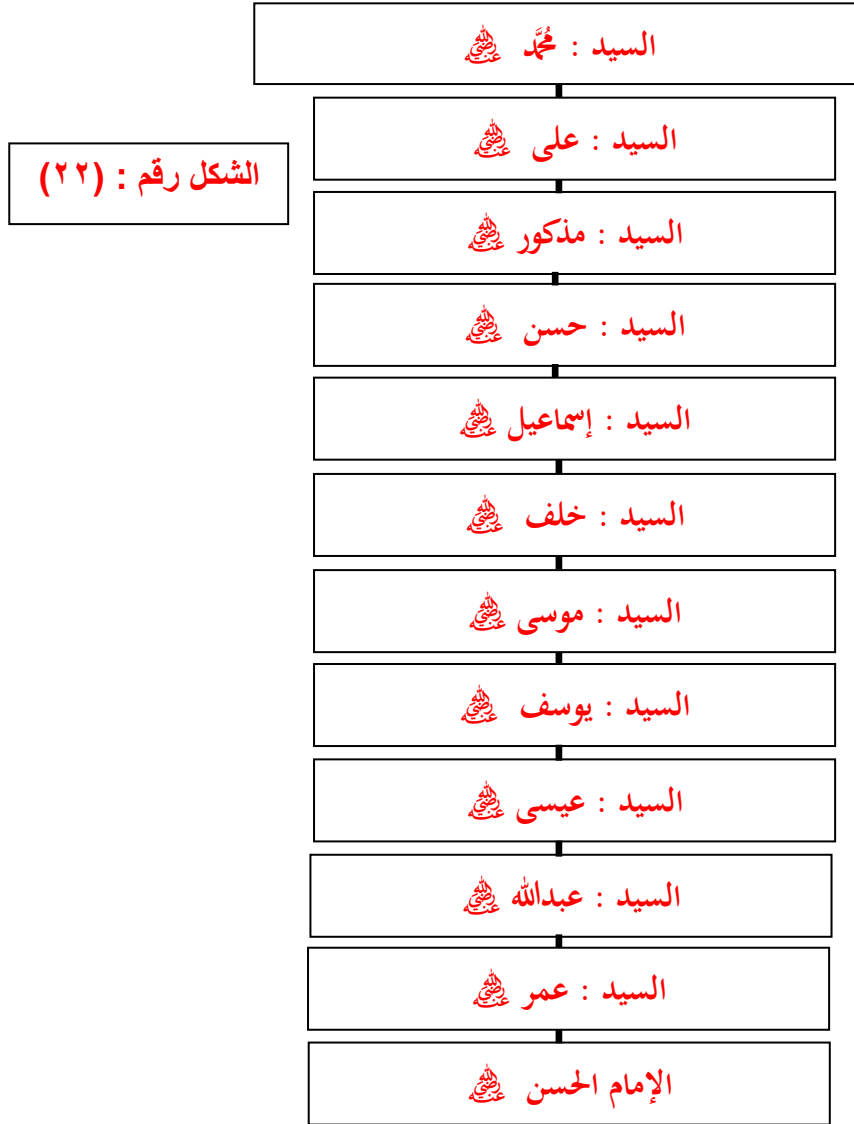 السيد : مُحَمَّد رضي الله عنه
السيد : على رضي الله عنه
الشكل رقم : (٢٢)
السيد : مذكور رضي الله عنه
السيد : حسن رضي الله عنه
السيد : إسماعيل رضي الله عنه
السيد : خلف رضي الله عنه
السيد : موسى رضي الله عنه
السيد : يوسف رضي الله عنه
السيد : عيسى رضي الله عنه
السيد : عبدالله رضي الله عنه
السيد : عمر رضي الله عنه
الإمام الحسن رضي الله عنه